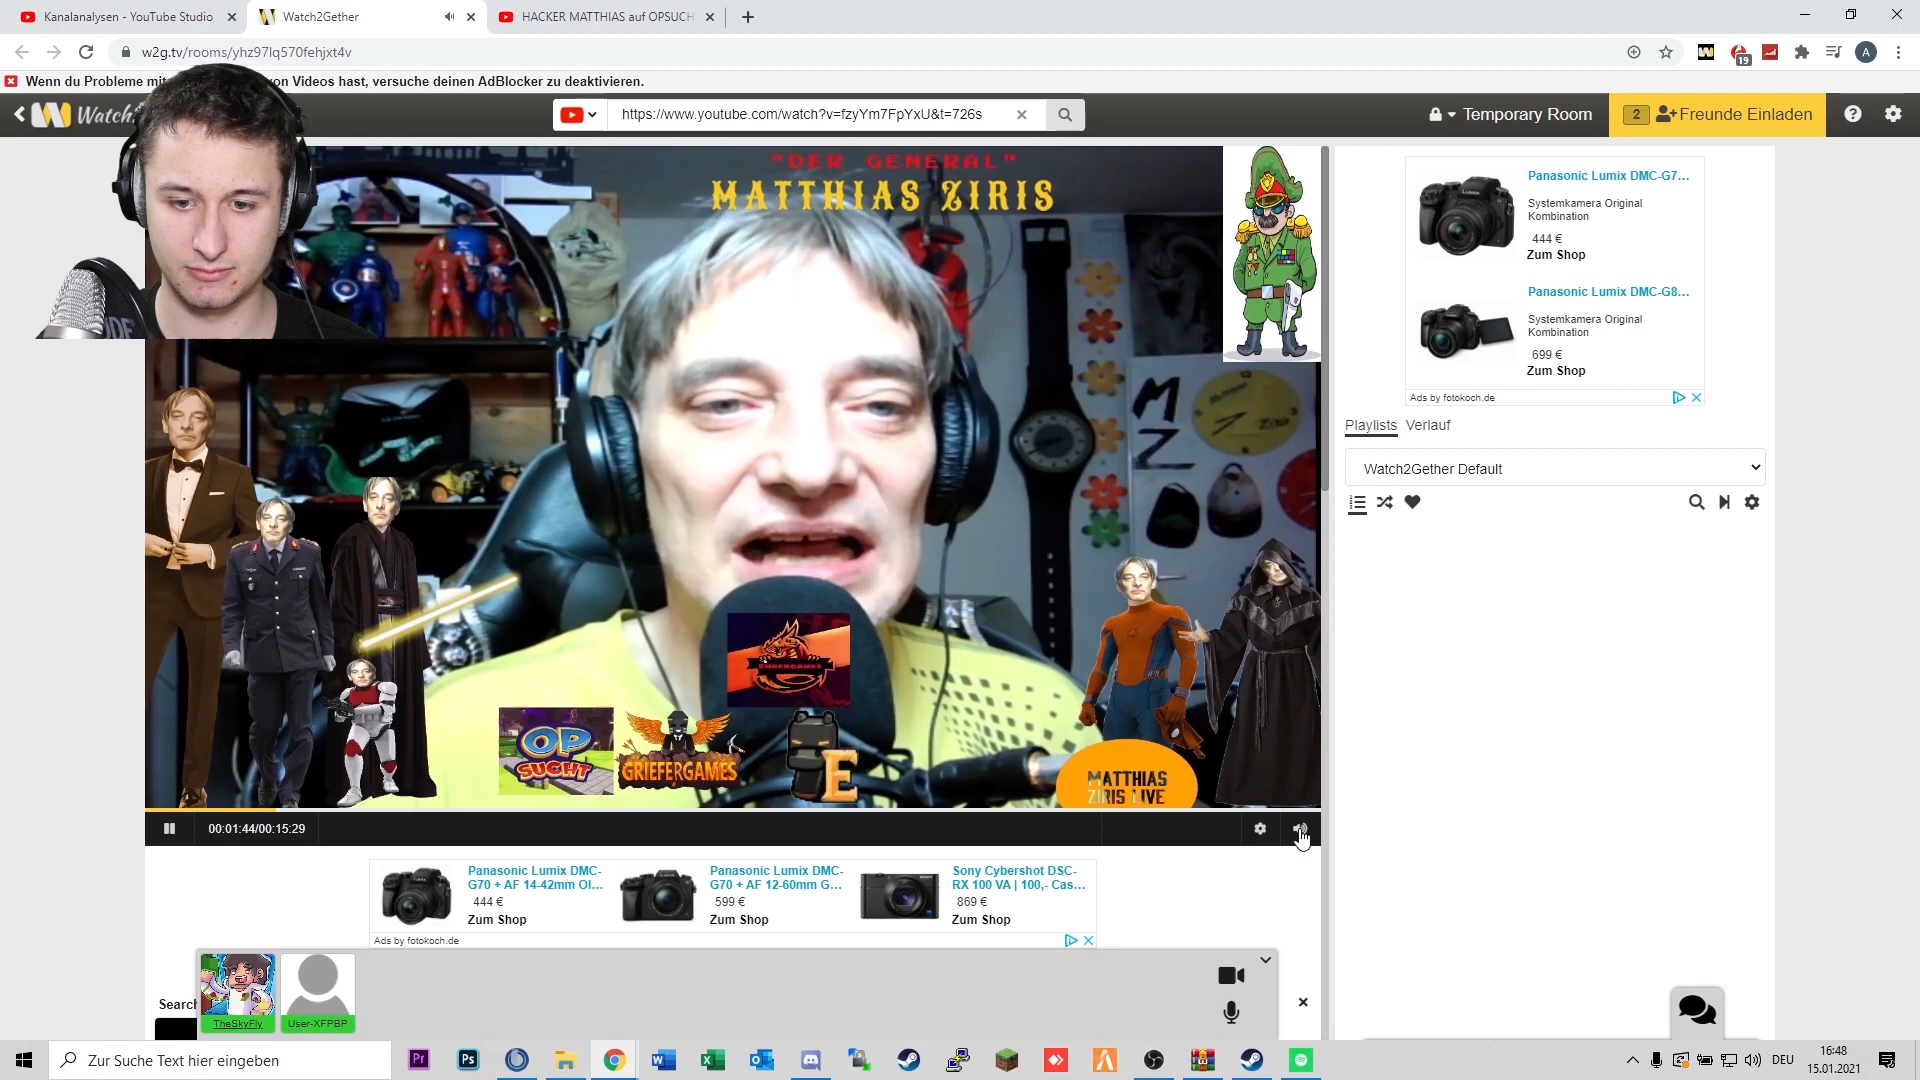 Kanalanalysen - YouTube Studio
Watch2Gether
HACKER MATTHIAS auf OPSUCH
w2g.tv/rooms/yhz97lq570fehjxt4v
19
A
Wenn du Probleme mit
von Videos hast, versuche deinen AdBlocker zu deaktivieren.
Watch
https://www.youtube.com/watch?v=fzyYm7FpYxU&t=726s
Temporary Room
2
Freunde Einladen
"DER GENERAL"
MATTHIAS ZIRIS
MZ
OP
SUCHT
GRIEFERGAMES
E
MATTHIAS
ZIRIS LIVE
Panasonic Lumix DMC-G7...
Systemkamera Original
Kombination
444 €
Zum Shop
Panasonic Lumix DMC-G8...
Systemkamera Original
Kombination
699 €
Zum Shop
Ads by fotokoch.de
Playlists Verlauf
Watch2Gether Default
00:01:44/00:15:29
Panasonic Lumix DMC-
G70 + AF 14-42mm OI...
444 €
Zum Shop
Panasonic Lumix DMC-
G70 + AF 12-60mm G...
599 €
Zum Shop
Sony Cybershot DSC-
RX 100 VA | 100,- Cas...
869 €
Zum Shop
Ads by fotokoch.de
Search
TheSkyFly
User-XFPBP
Zur Suche Text hier eingeben
DEU
16:48
15.01.2021